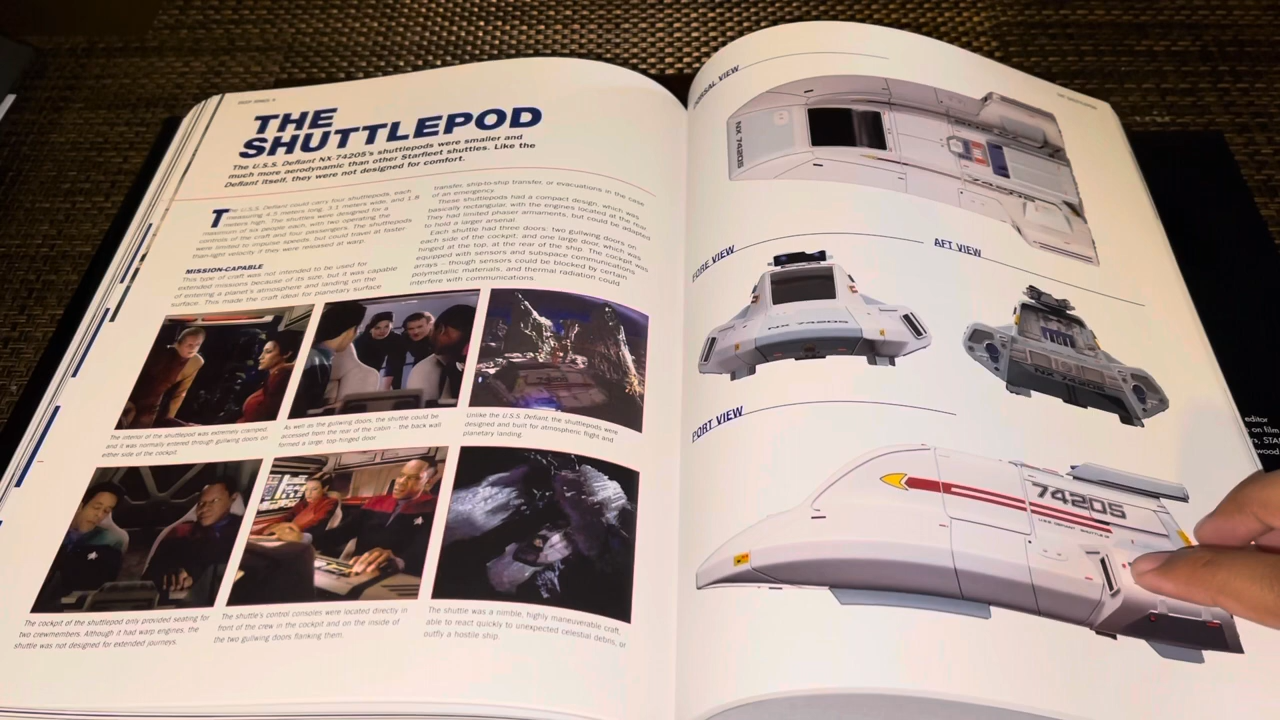 THE
SHUTTLEPOD
The U.S.S. Defiant NX-74205's shuttlepods were smaller and
much more aerodynamic than other Starfleet shuttles. Like the
Defiant itself, they were not designed for comfort.
The U.S.S. Defiant could carry four shuttlepods, each
measuring 4.5 meters long, 3.1 meters wide, and 1.8
meters high. The shuttles were designed for a
maximum of six people each, with two operating the
controls of the craft and four passengers. The shuttlepods
were limited to impulse speeds, but could travel at faster-
than-light velocity if they were released at warp.
MISSION-CAPABLE
This type of craft was not intended to be used for
extended missions because of its size, but it was capable
of entering a planet's atmosphere and landing on the
surface. This made the craft ideal for planetary surface
transfer, ship-to-ship transfer, or evacuations in the case
of an emergency.
These shuttlepods had a compact design, which was
basically rectangular, with the engines located at the rear.
They had limited phaser armaments, but could be adapted
to hold a larger arsenal.
Each shuttle had three doors: two gullwing doors on
each side of the cockpit, and one large door, which was
hinged at the top, at the rear of the ship. The cockpit was
equipped with sensors and subspace communications
arrays – though sensors could be blocked by certain
polymetallic materials, and thermal radiation could
interfere with communications.
The interior of the shuttlepod was extremely cramped,
and it was normally entered through gullwing doors on
either side of the cockpit.
As well as the gullwing doors, the shuttle could be
accessed from the rear of the cabin – the back wall
formed a large, top-hinged door.
Unlike the U.S.S. Defiant, the shuttlepods were
designed and built for atmospheric flight and
planetary landing.
The cockpit of the shuttlepod only provided seating for
two crewmembers. Although it had warp engines, the
shuttle was not designed for extended journeys.
The shuttle's control consoles were located directly in
front of the crew in the cockpit and on the inside of
the two gullwing doors flanking them.
The shuttle was a nimble, highly maneuverable craft,
able to react quickly to unexpected celestial debris, or
outfly a hostile ship.
DORSAL VIEW
NX 74205
FORE VIEW
NX 74205
AFT VIEW
NX 74205
PORT VIEW
74205
U.S.S. DEFIANT
editor
on film
STA
wood